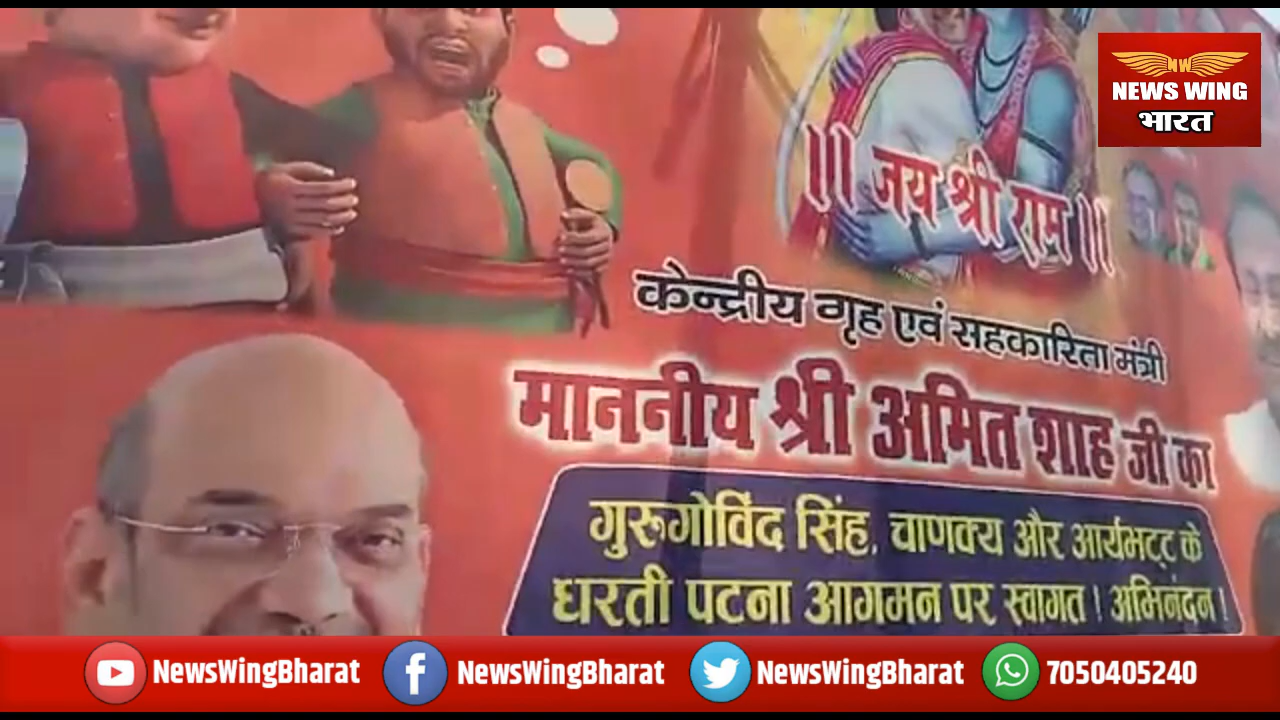 NW
NEWS WING
भारत
|| जय श्री राम ||
केन्द्रीय गृह एवं सहकारिता मंत्री
माननीय श्री अमित शाह जी का
गुरुगोविंद सिंह, चाणक्य और आर्यभट्ट के
धरती पटना आगमन पर स्वागत । अभिनंदन ।
NewsWingBharat NewsWingBharat NewsWingBharat 7050405240